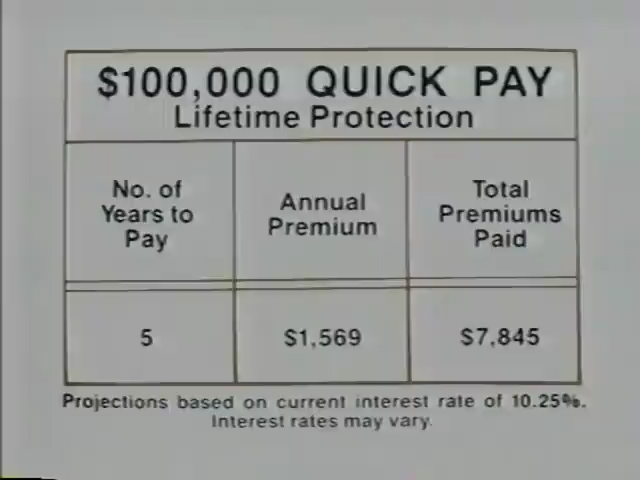 $100,000 QUICK PAY
Lifetime Protection
No. of
Years to
Pay
Annual
Premium
Total
Premiums
Paid
5
$1,569
$7,845
Projections based on current interest rate of 10.25%.
Interest rates may vary.